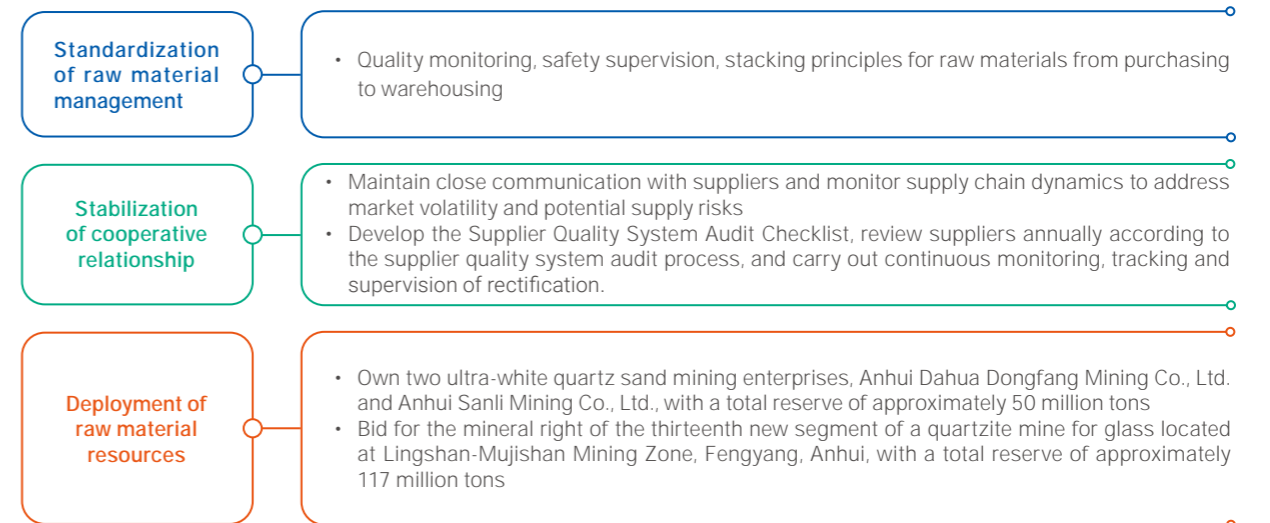 Standardization
of raw material
management
• Quality monitoring, safety supervision, stacking principles for raw materials from purchasing
to warehousing
Stabilization
of cooperative
relationship
• Maintain close communication with suppliers and monitor supply chain dynamics to address
market volatility and potential supply risks
• Develop the Supplier Quality System Audit Checklist, review suppliers annually according to
the supplier quality system audit process, and carry out continuous monitoring, tracking and
supervision of rectification.
Deployment of
raw material
resources
• Own two ultra-white quartz sand mining enterprises, Anhui Dahua Dongfang Mining Co., Ltd.
and Anhui Sanli Mining Co., Ltd., with a total reserve of approximately 50 million tons
• Bid for the mineral right of the thirteenth new segment of a quartzite mine for glass located
at Lingshan-Mujishan Mining Zone, Fengyang, Anhui, with a total reserve of approximately
117 million tons